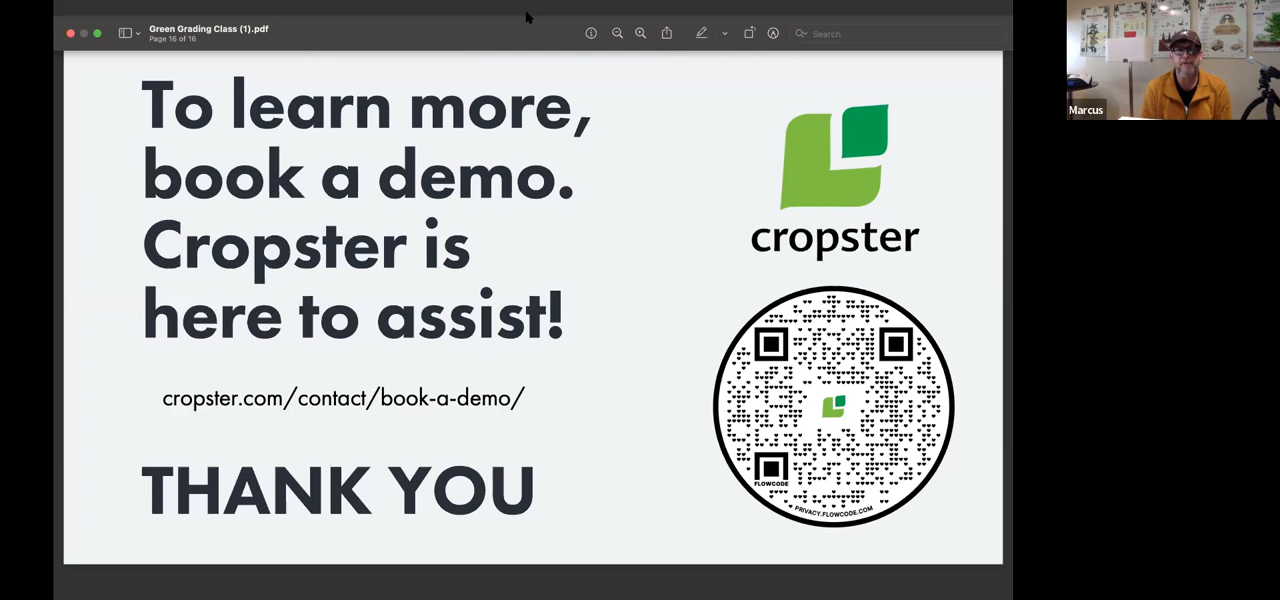 Green Grading Class (1).pdf
Page 16 of 16
Search
To learn more,
book a demo.
Cropster is
here to assist!
cropster.com/contact/book-a-demo/
THANK YOU
cropster
FLOWCODE
PRIVACY.FLOWCODE.COM
Marcus